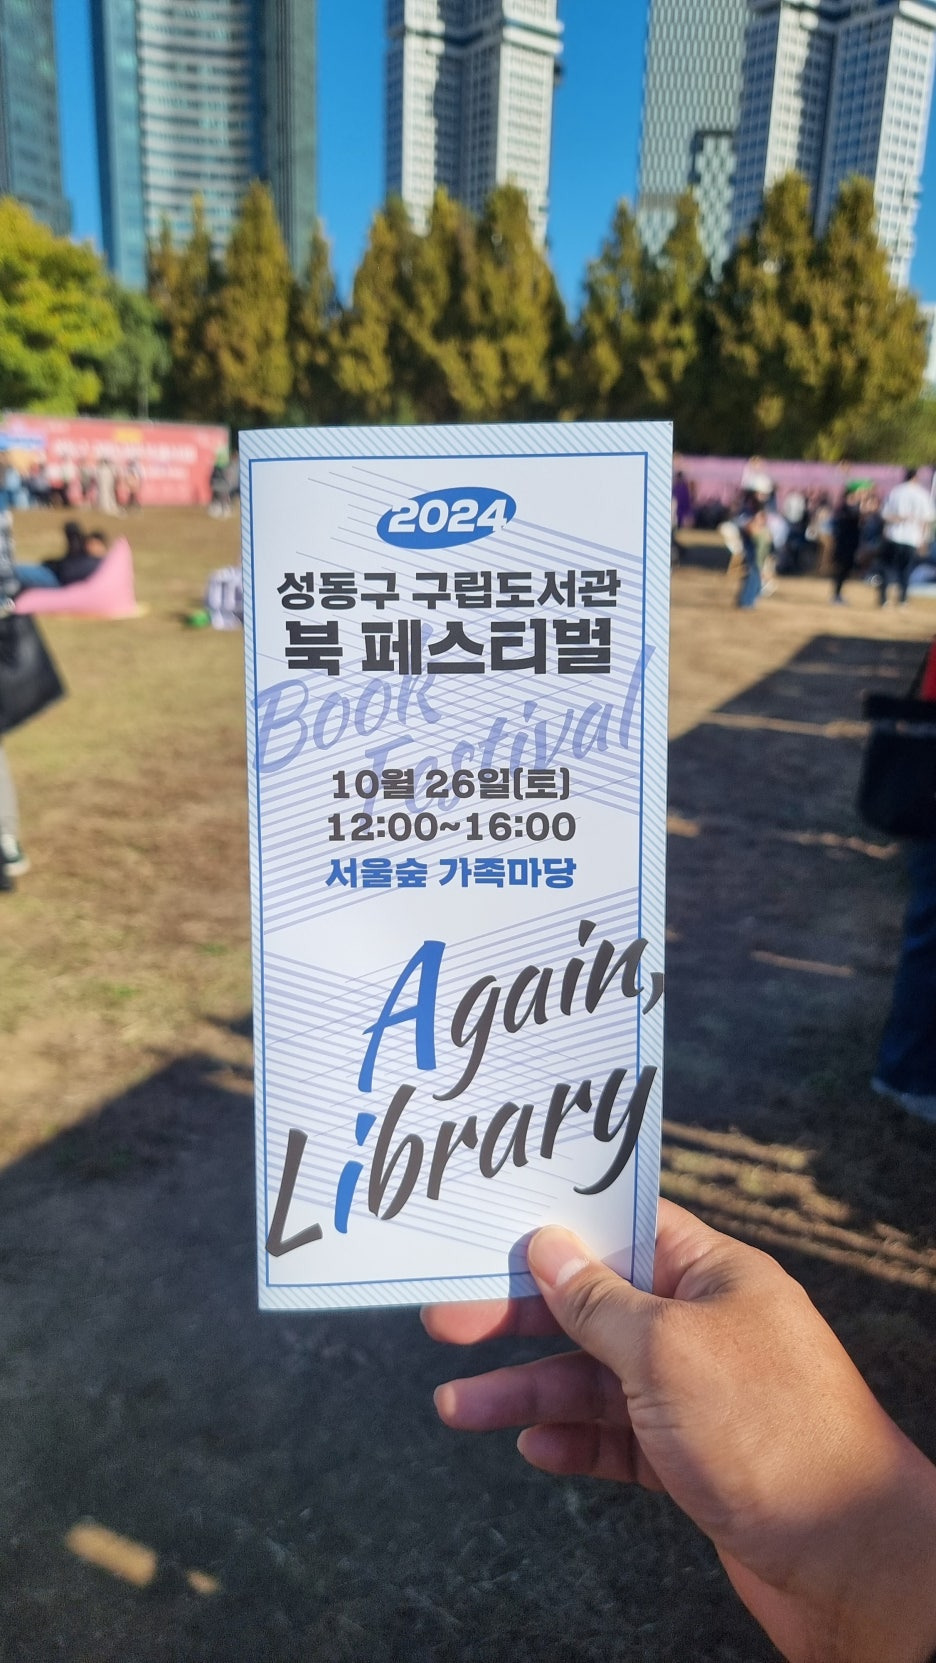 2024
성동구 구립도서관
북 페스티벌
Book
Festival
10월 26일(토)
12:00~16:00
서울숲 가족마당
Again,
Library